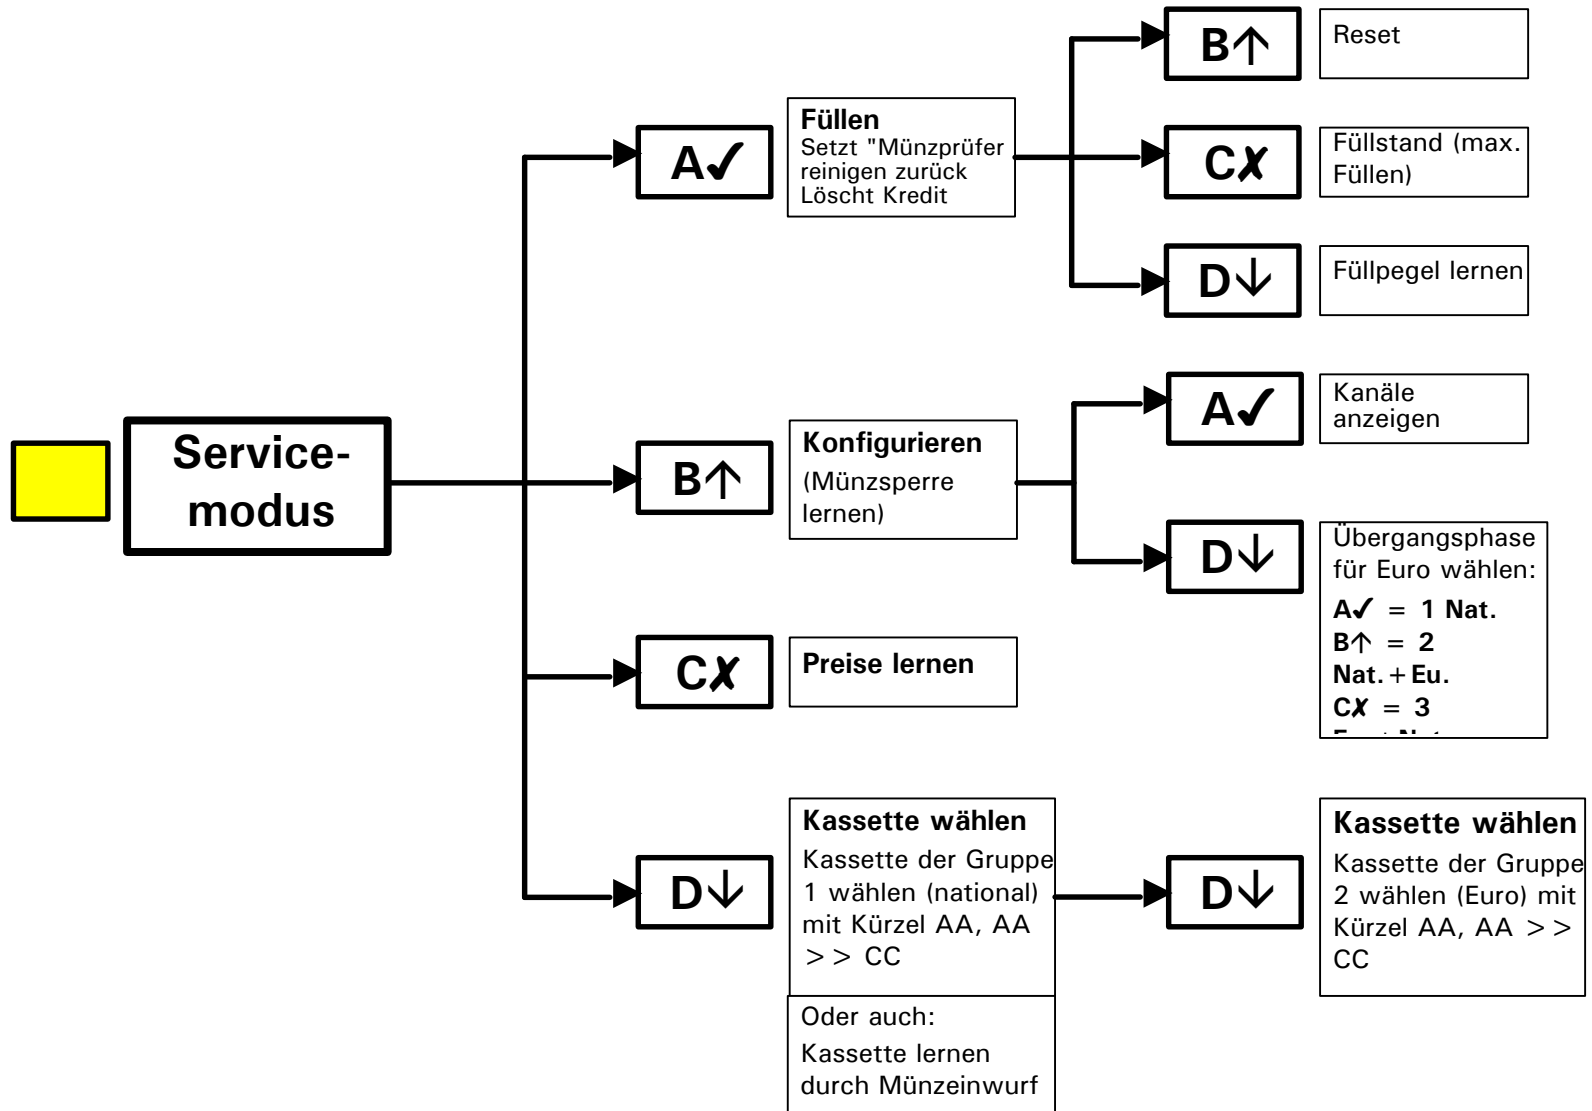 Service-
modus
A✓
Füllen
Setzt "Münzprüfer
reinigen zurück
Löscht Kredit
B↑
Reset
C✗
Füllstand (max.
Füllen)
D↓
Füllpegel lernen
B↑
Konfigurieren
(Münzsperre
lernen)
A✓
Kanäle
anzeigen
D↓
Übergangsphase
für Euro wählen:
A✓ = 1 Nat.
B↑ = 2
Nat.+Eu.
C✗ = 3
C✗
Preise lernen
D↓
Kassette wählen
Kassette der Gruppe
1 wählen (national)
mit Kürzel AA, AA
>> CC
Oder auch:
Kassette lernen
durch Münzeinwurf
D↓
Kassette wählen
Kassette der Gruppe
2 wählen (Euro) mit
Kürzel AA, AA >>
CC